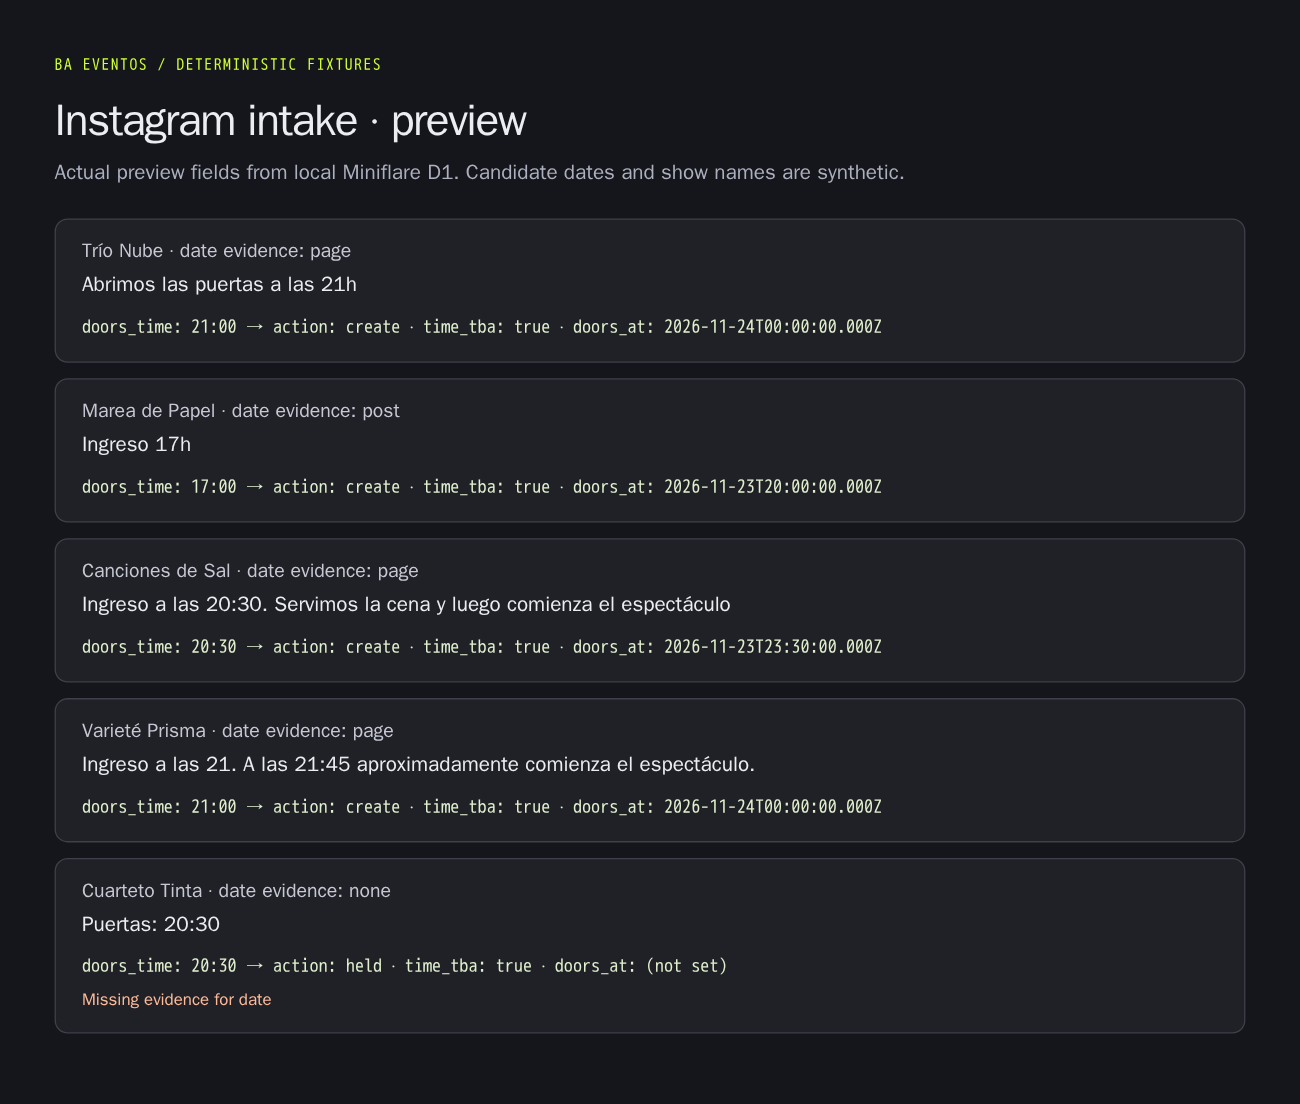 BA EVENTOS / DETERMINISTIC FIXTURES
Instagram intake · preview
Actual preview fields from local Miniflare D1. Candidate dates and show names are synthetic.
Trío Nube · date evidence: page
Abrimos las puertas a las 21h
doors_time: 21:00 → action: create · time_tba: true · doors_at: 2026-11-24T00:00:00.000Z
Marea de Papel · date evidence: post
Ingreso 17h
doors_time: 17:00 → action: create · time_tba: true · doors_at: 2026-11-23T20:00:00.000Z
Canciones de Sal · date evidence: page
Ingreso a las 20:30. Servimos la cena y luego comienza el espectáculo
doors_time: 20:30 → action: create · time_tba: true · doors_at: 2026-11-23T23:30:00.000Z
Varieté Prisma · date evidence: page
Ingreso a las 21. A las 21:45 aproximadamente comienza el espectáculo.
doors_time: 21:00 → action: create · time_tba: true · doors_at: 2026-11-24T00:00:00.000Z
Cuarteto Tinta · date evidence: none
Puertas: 20:30
doors_time: 20:30 → action: held · time_tba: true · doors_at: (not set)
Missing evidence for date